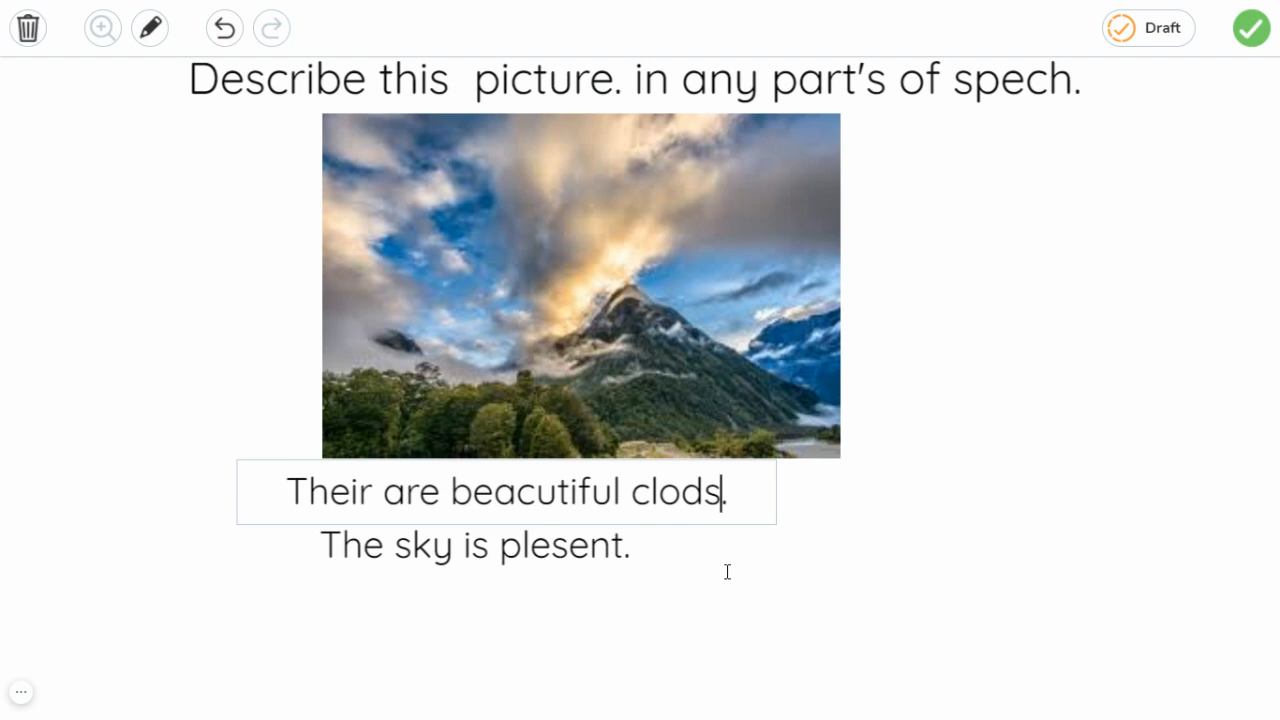 Draft
Describe this  picture. in any part's of spech.
Their are beacutiful clods.
The sky is plesent.